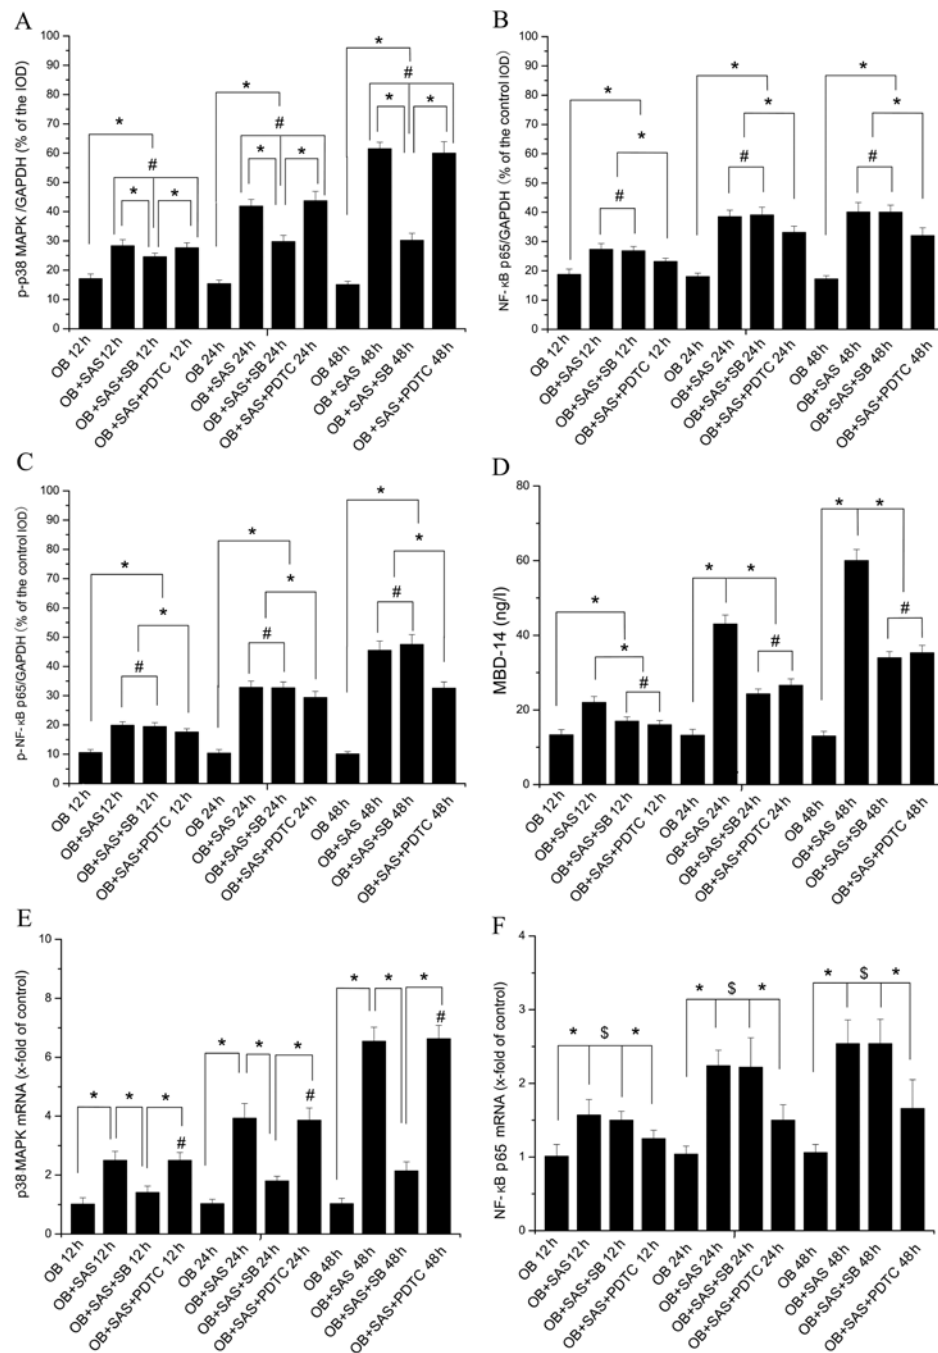 A
p-p38 MAPK /GAPDH (% of the IOD)
100
90
80
70
60
50
40
30
20
10
0
*
#
* *
*
#
* *
*
#
* *
OB 12h
OB+SAS12h
OB+SAS+SB 12h
OB+SAS+PDTC 12h
OB 24h
OB+SAS 24h
OB+SAS+SB 24h
OB+SAS+PDTC 24h
OB 48h
OB+SAS 48h
OB+SAS+SB 48h
OB+SAS+PDTC 48h
B
NF-κB p65/GAPDH (% of the control IOD)
100
90
80
70
60
50
40
30
20
10
0
*
*
#
*
*
#
*
*
#
OB 12h
OB+SAS12h
OB+SAS+SB 12h
OB+SAS+PDTC 12h
OB 24h
OB+SAS 24h
OB+SAS+SB 24h
OB+SAS+PDTC 24h
OB 48h
OB+SAS 48h
OB+SAS+SB 48h
OB+SAS+PDTC 48h
C
p-NF-κB p65/GAPDH (% of the control IOD)
100
90
80
70
60
50
40
30
20
10
0
*
*
#
*
*
#
*
*
#
OB 12h
OB+SAS12h
OB+SAS+SB 12h
OB+SAS+PDTC 12h
OB 24h
OB+SAS 24h
OB+SAS+SB 24h
OB+SAS+PDTC 24h
OB 48h
OB+SAS 48h
OB+SAS+SB 48h
OB+SAS+PDTC 48h
D
MBD-14 (ng/l)
80
60
40
20
0
*
*
#
* *
#
* *
#
OB 12h
OB+SAS 12h
OB+SAS+SB 12h
OB+SAS+PDTC 12h
OB 24h
OB+SAS 24h
OB+SAS+SB 24h
OB+SAS+PDTC 24h
OB 48h
OB+SAS 48h
OB+SAS+SB 48h
OB+SAS+PDTC 48h
E
p38 MAPK mRNA (x-fold of control)
10
8
6
4
2
0
* * *
#
* * *
#
* * *
#
OB 12h
OB+SAS12h
OB+SAS+SB 12h
OB+SAS+PDTC 12h
OB 24h
OB+SAS 24h
OB+SAS+SB 24h
OB+SAS+PDTC 24h
OB 48h
OB+SAS 48h
OB+SAS+SB 48h
OB+SAS+PDTC 48h
F
NF-κB p65 mRNA (x-fold of control)
4
3
2
1
0
* $ *
* $ *
* $ *
OB 12h
OB+SAS 12h
OB+SAS+SB 12h
OB+SAS+PDTC 12h
OB 24h
OB+SAS 24h
OB+SAS+SB 24h
OB+SAS+PDTC 24h
OB 48h
OB+SAS 48h
OB+SAS+SB 48h
OB+SAS+PDTC 48h